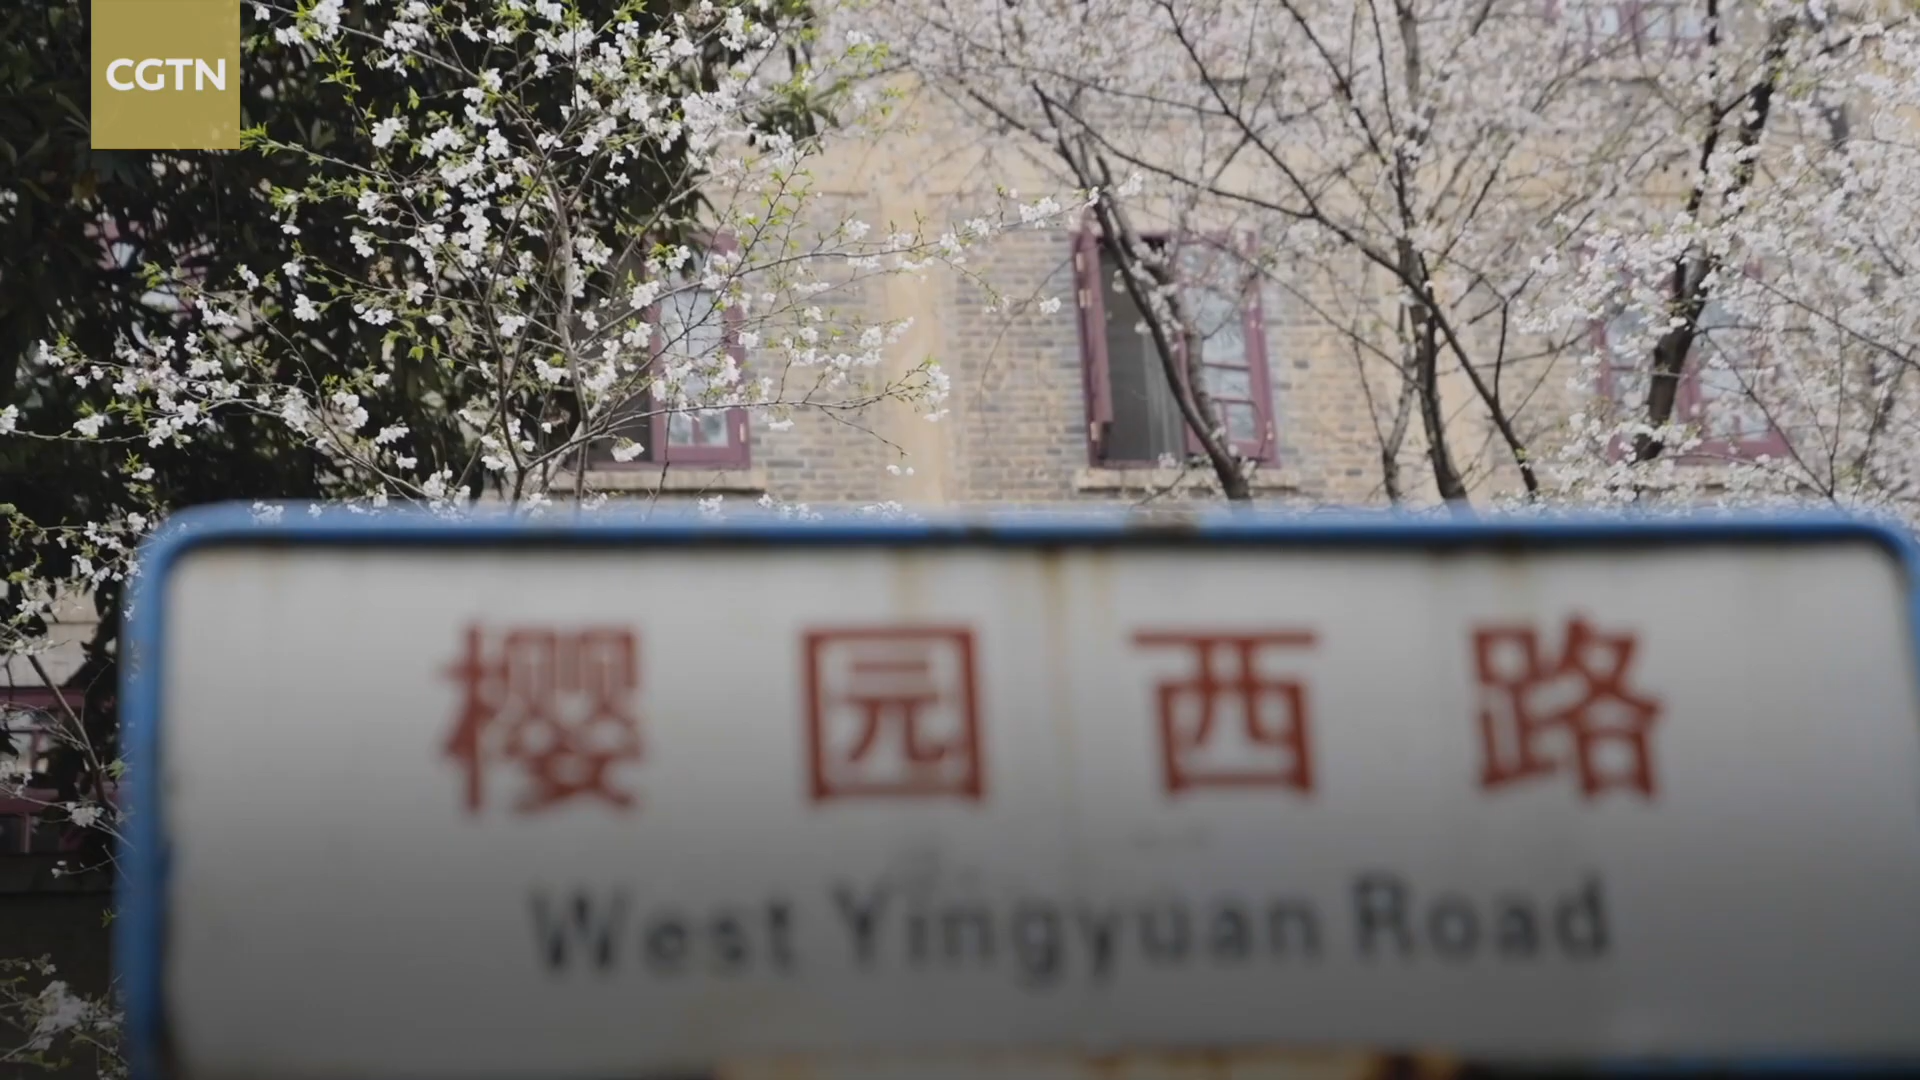 CGTN
樱园西路
West Yingyuan Road